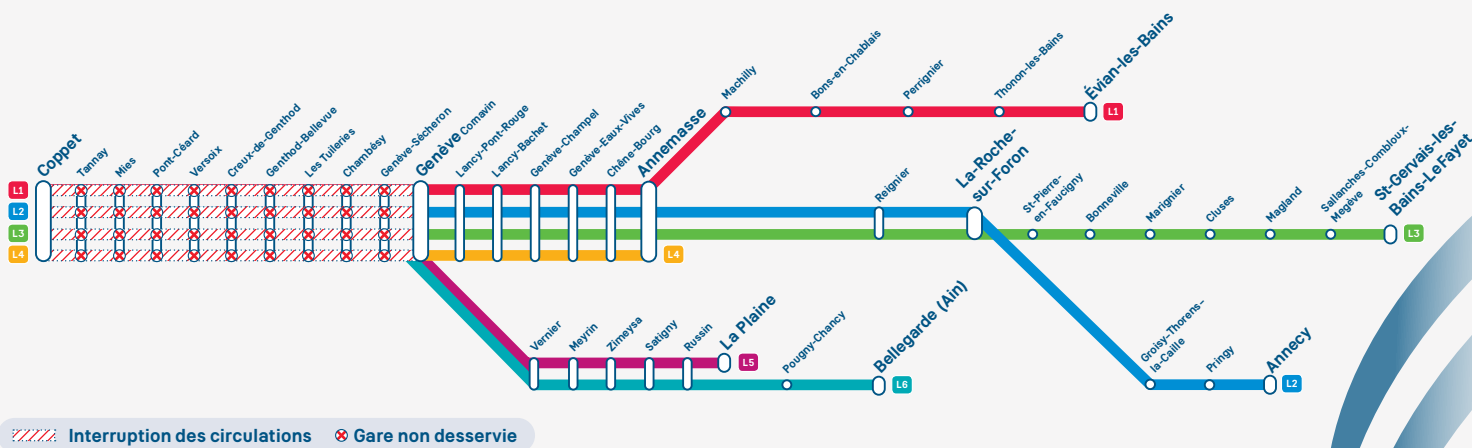 Coppet
Tannay
Mies
Pont-Céard
Versoix
Creux-de-Genthod
Genthod-Bellevue
Les Tuileries
Chambésy
Genève-Sécheron
Genève Cornavin
Lancy-Pont-Rouge
Lancy-Bachet
Genève-Champel
Genève-Eaux-Vives
Chêne-Bourg
Annemasse
Machilly
Bons-en-Chablais
Perrignier
Thonon-les-Bains
Évian-les-Bains
L1
L1
L2
L3
L4
L4
Reignier
La-Roche-
sur-Foron
St-Pierre-
en-Faucigny
Bonneville
Marignier
Cluses
Magland
Sallanches-Combloux-
Megève
St-Gervais-les-
Bains-LeFayet
L3
Vernier
Meyrin
Zimeysa
Satigny
Russin
La Plaine
L5
Pougny-Chancy
Bellegarde (Ain)
L6
Groisy-Thorens-
la-Caille
Pringy
Annecy
L2
Interruption des circulations
Gare non desservie